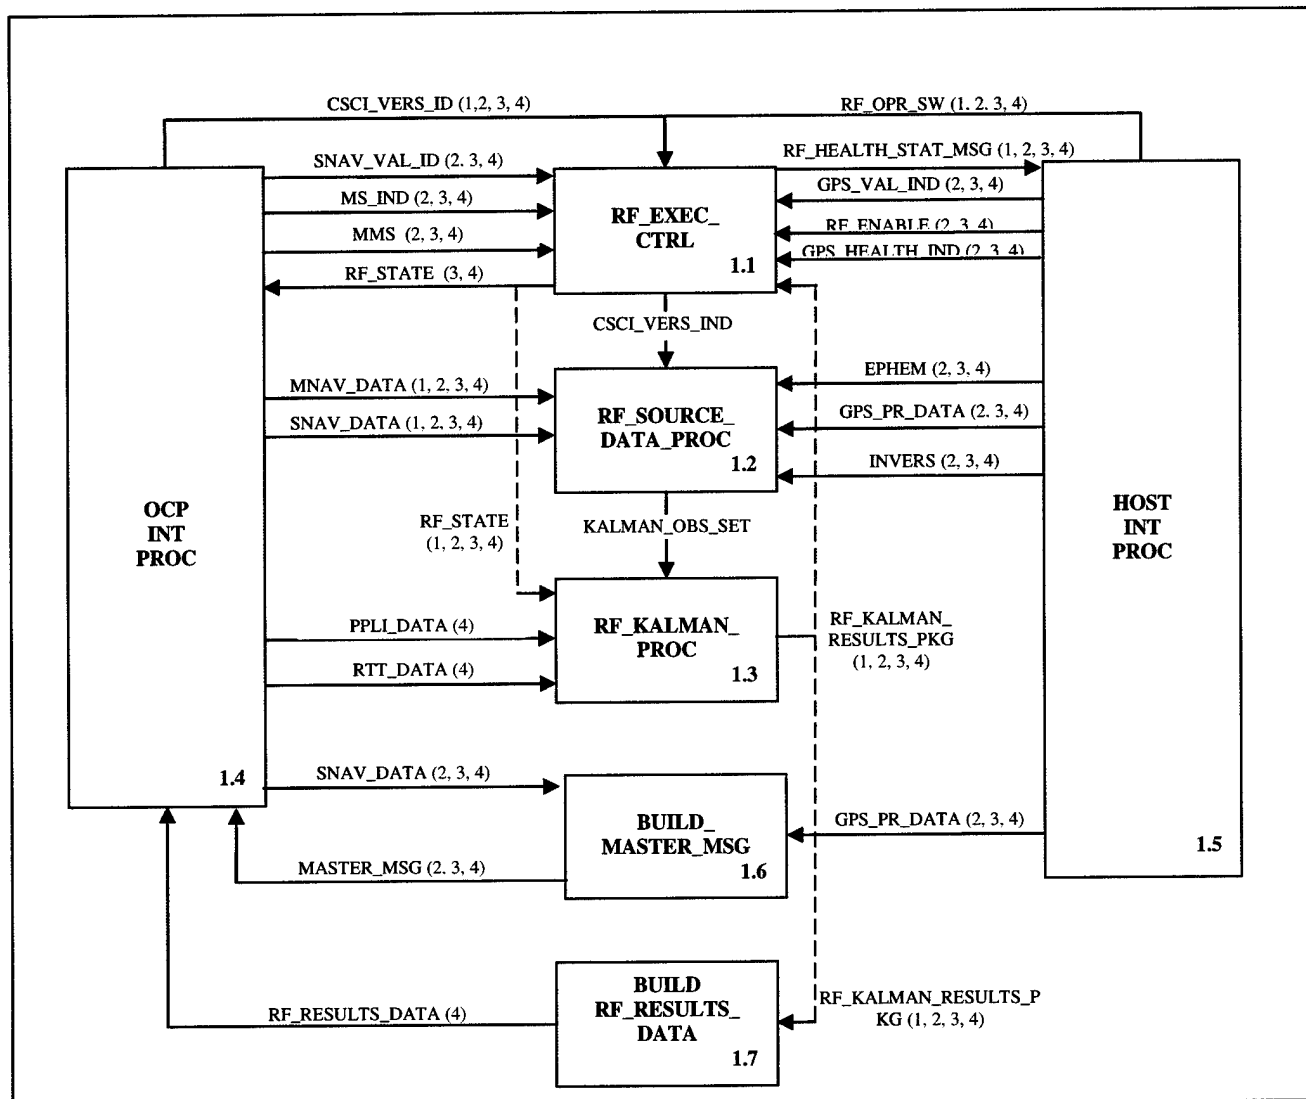 CSCI_VERS_ID (1,2, 3, 4)
RF_OPR_SW (1. 2. 3, 4)
SNAV_VAL_ID (2, 3, 4)
RF_HEALTH_STAT_MSG (1, 2, 3, 4)
MS_IND (2, 3, 4)
GPS_VAL_IND (2, 3, 4)
MMS (2, 3, 4)
RF_ENABLE (2, 3, 4)
RF_STATE (3, 4)
GPS_HEALTH_IND (2, 3, 4)
RF_EXEC_
CTRL
1.1
CSCI_VERS_IND
MNAV_DATA (1, 2, 3, 4)
EPHEM (2, 3, 4)
SNAV_DATA (1, 2, 3, 4)
GPS_PR_DATA (2. 3, 4)
INVERS (2, 3, 4)
RF_SOURCE_
DATA_PROC
1.2
OCP
INT
PROC
1.4
HOST
INT
PROC
1.5
RF_STATE
(1, 2, 3, 4)
KALMAN_OBS_SET
PPLI_DATA (4)
RTT_DATA (4)
RF_KALMAN_
PROC
1.3
RF_KALMAN_
RESULTS_PKG
(1, 2, 3, 4)
SNAV_DATA (2, 3, 4)
MASTER_MSG (2, 3, 4)
BUILD_
MASTER_MSG
1.6
GPS_PR_DATA (2, 3, 4)
RF_RESULTS_DATA (4)
BUILD
RF_RESULTS_
DATA
1.7
RF_KALMAN_RESULTS_P
KG (1, 2, 3, 4)